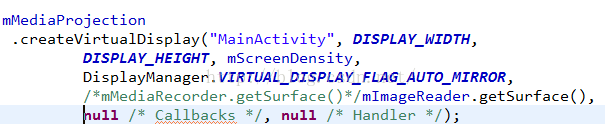 mMediaProjection
.createVirtualDisplay("MainActivity", DISPLAY_WIDTH,
DISPLAY_HEIGHT, mScreenDensity,
DisplayManager.VIRTUAL_DISPLAY_FLAG_AUTO_MIRROR,
/*mMediaRecorder.getSurface()*/mImageReader.getSurface(),
null /* Callbacks */, null /* Handler */);